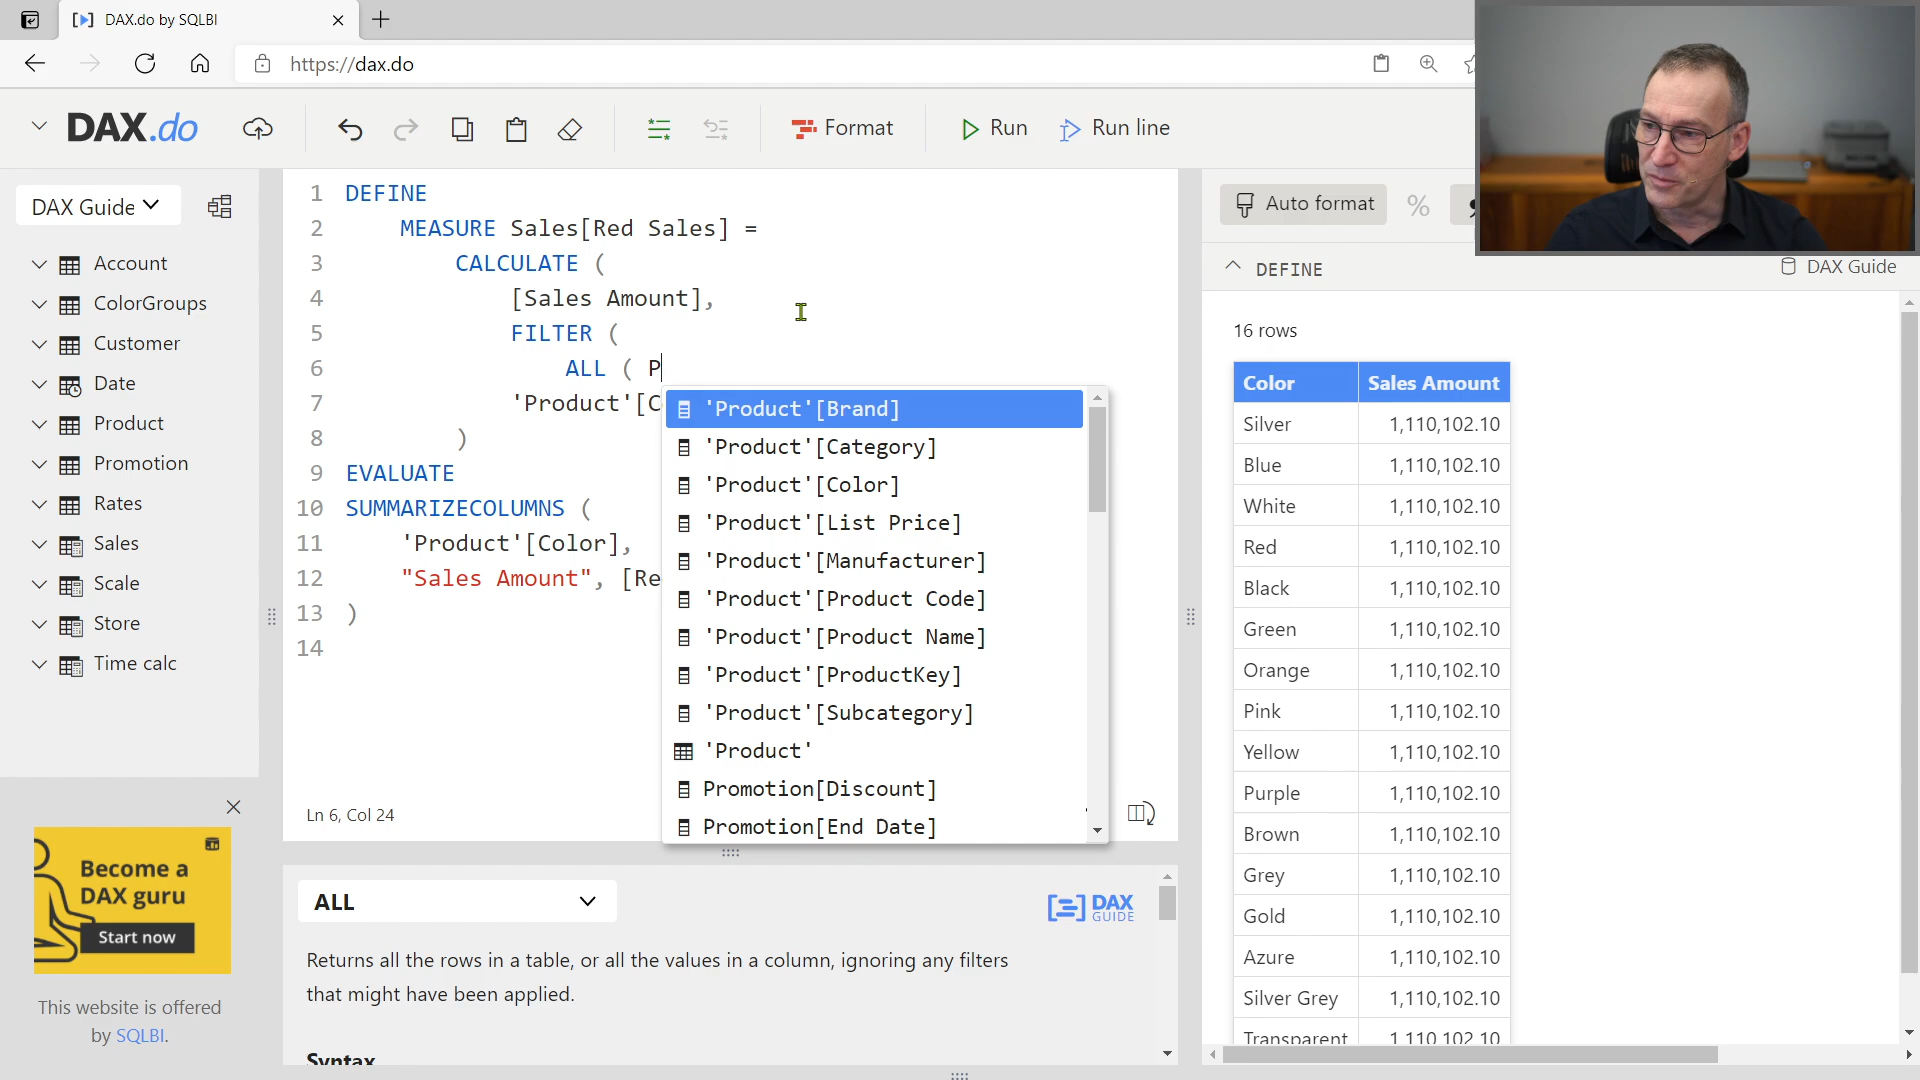 DAX.do by SQLBI
https://dax.do
DAX.do
Format
Run
Run line
DAX Guide
Account
ColorGroups
Customer
Date
Product
Promotion
Rates
Sales
Scale
Store
Time calc
Become a
DAX guru
Start now
This website is offered
by SQLBI.
1 DEFINE
2 MEASURE Sales[Red Sales] =
3 CALCULATE (
4 [Sales Amount],
5 FILTER (
6 ALL ( P
7 'Product'[C
8 )
9 EVALUATE
10 SUMMARIZECOLUMNS (
11 'Product'[Color],
12 "Sales Amount", [Re
13 )
14
'Product'[Brand]
'Product'[Category]
'Product'[Color]
'Product'[List Price]
'Product'[Manufacturer]
'Product'[Product Code]
'Product'[Product Name]
'Product'[ProductKey]
'Product'[Subcategory]
'Product'
Promotion[Discount]
Promotion[End Date]
Ln 6, Col 24
ALL
DAX
GUIDE
Returns all the rows in a table, or all the values in a column, ignoring any filters
that might have been applied.
Syntax
Auto format %
DEFINE
DAX Guide
16 rows
Color Sales Amount
Silver 1,110,102.10
Blue 1,110,102.10
White 1,110,102.10
Red 1,110,102.10
Black 1,110,102.10
Green 1,110,102.10
Orange 1,110,102.10
Pink 1,110,102.10
Yellow 1,110,102.10
Purple 1,110,102.10
Brown 1,110,102.10
Grey 1,110,102.10
Gold 1,110,102.10
Azure 1,110,102.10
Silver Grey 1,110,102.10
Transparent 1,110,102.10